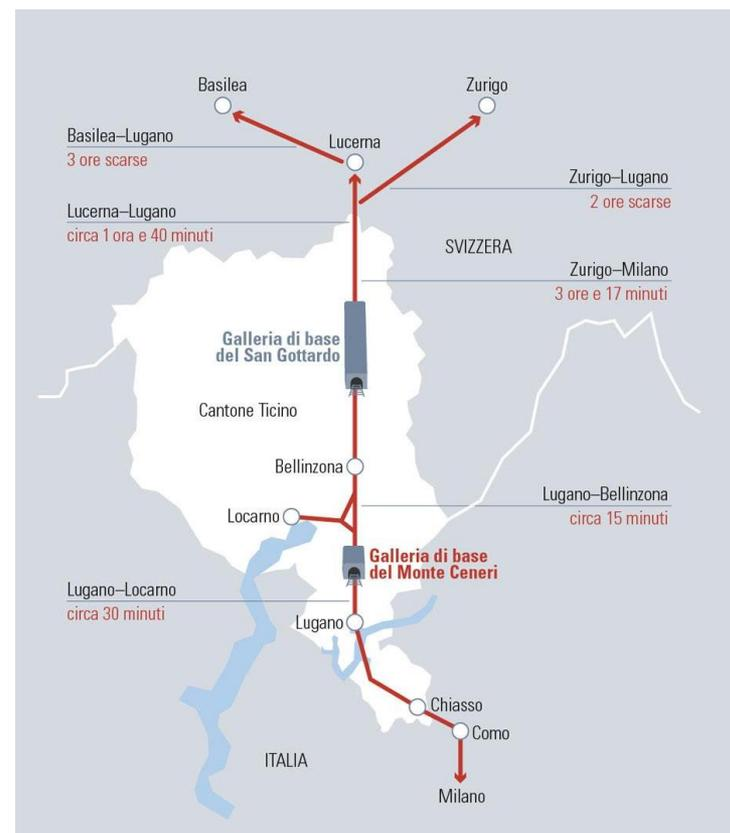 Basilea
Zurigo
Basilea–Lugano
3 ore scarse
Lucerna
Zurigo–Lugano
2 ore scarse
Lucerna–Lugano
circa 1 ora e 40 minuti
SVIZZERA
Zurigo–Milano
3 ore e 17 minuti
Galleria di base
del San Gottardo
Cantone Ticino
Bellinzona
Lugano–Bellinzona
circa 15 minuti
Locarno
Galleria di base
del Monte Ceneri
Lugano–Locarno
circa 30 minuti
Lugano
Chiasso
Como
ITALIA
Milano